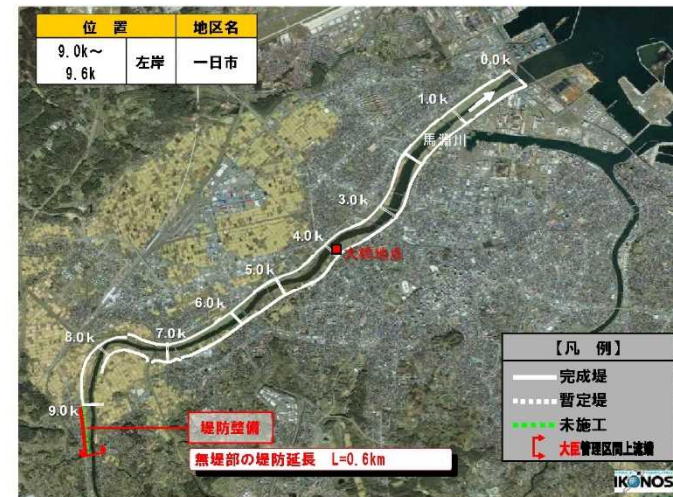 位 置 地区名
9.0k～
9.6k
左岸 一日市
0.0k
1.0k
馬淵川
3.0k
4.0k
大橋地点
5.0k
6.0k
7.0k
8.0k
9.0k
堤防整備
無堤部の堤防延長 L=0.6km
【凡 例】
完成堤
暫定堤
未施工
大臣管理区間上流端
IKONOS